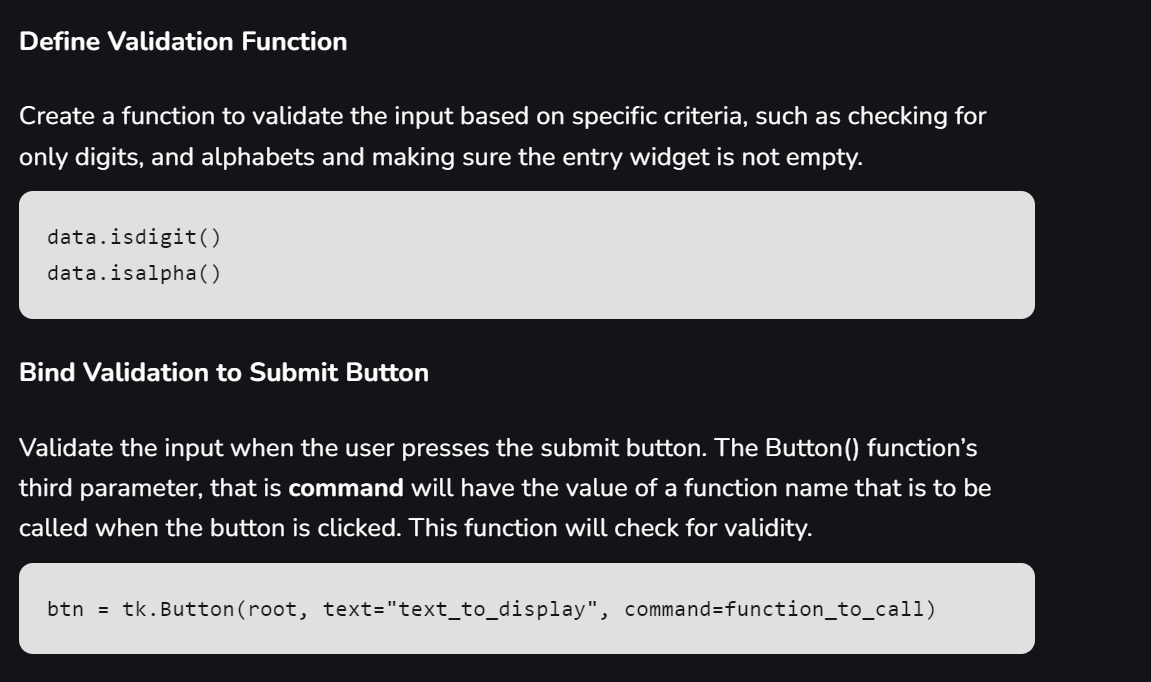 Define Validation Function
Create a function to validate the input based on specific criteria, such as checking for
only digits, and alphabets and making sure the entry widget is not empty.
data.isdigit()
data.isalpha()
Bind Validation to Submit Button
Validate the input when the user presses the submit button. The Button() function’s
third parameter, that is command will have the value of a function name that is to be
called when the button is clicked. This function will check for validity.
btn = tk.Button(root, text="text_to_display", command=function_to_call)